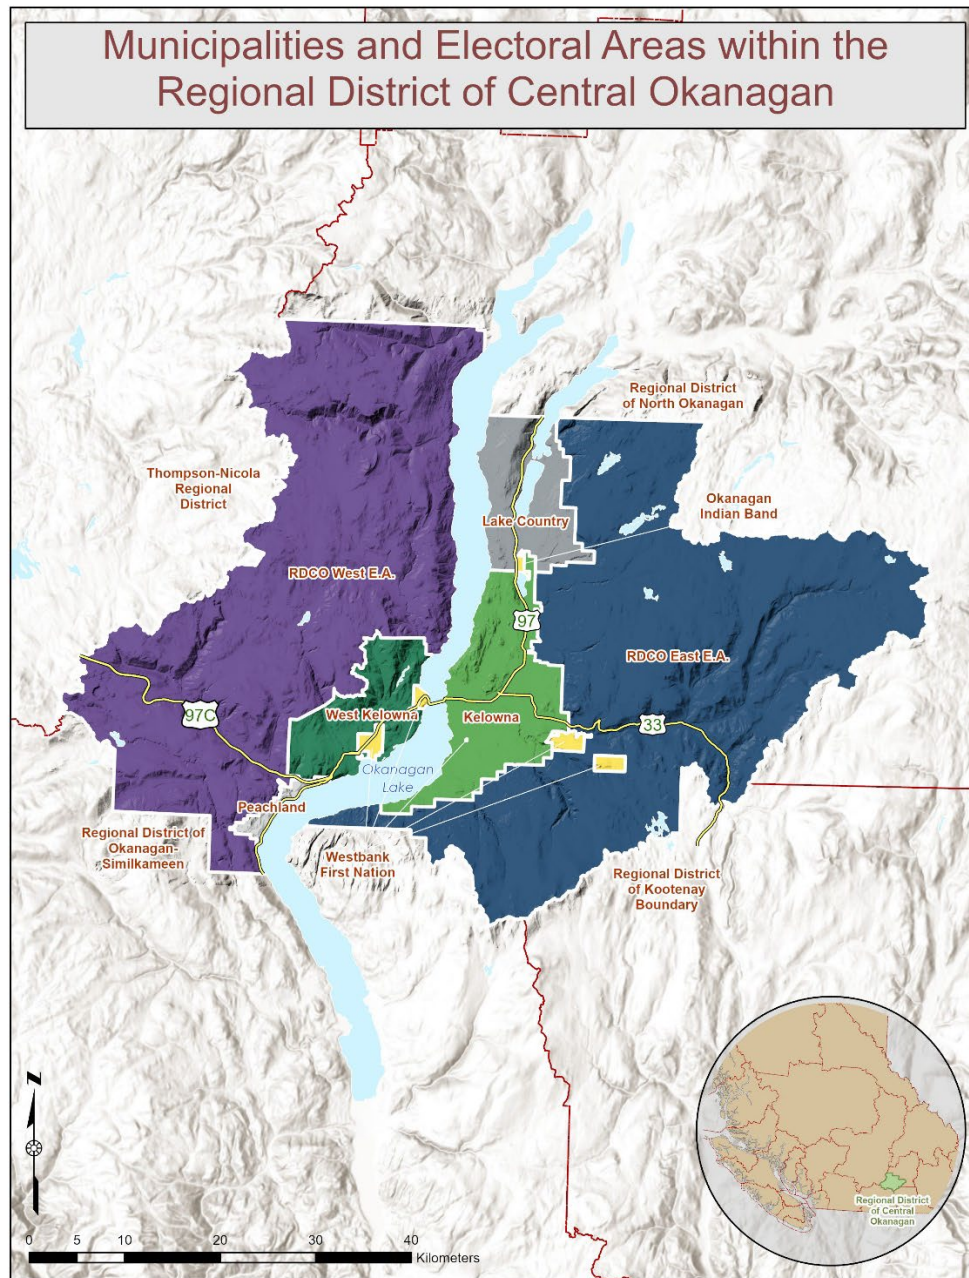 Municipalities and Electoral Areas within the
Regional District of Central Okanagan
Regional District
of North Okanagan
Thompson-Nicola
Regional
District
Okanagan
Indian Band
Lake Country
RDCO West E.A.
97
RDCO East E.A.
97C
West Kelowna
Kelowna
33
Okanagan
Lake
Peachland
Regional District of
Okanagan-
Similkameen
Westbank
First Nation
Regional District
of Kootenay
Boundary
N
Regional District
of Central
Okanagan
0 5 10 20 30 40
Kilometers